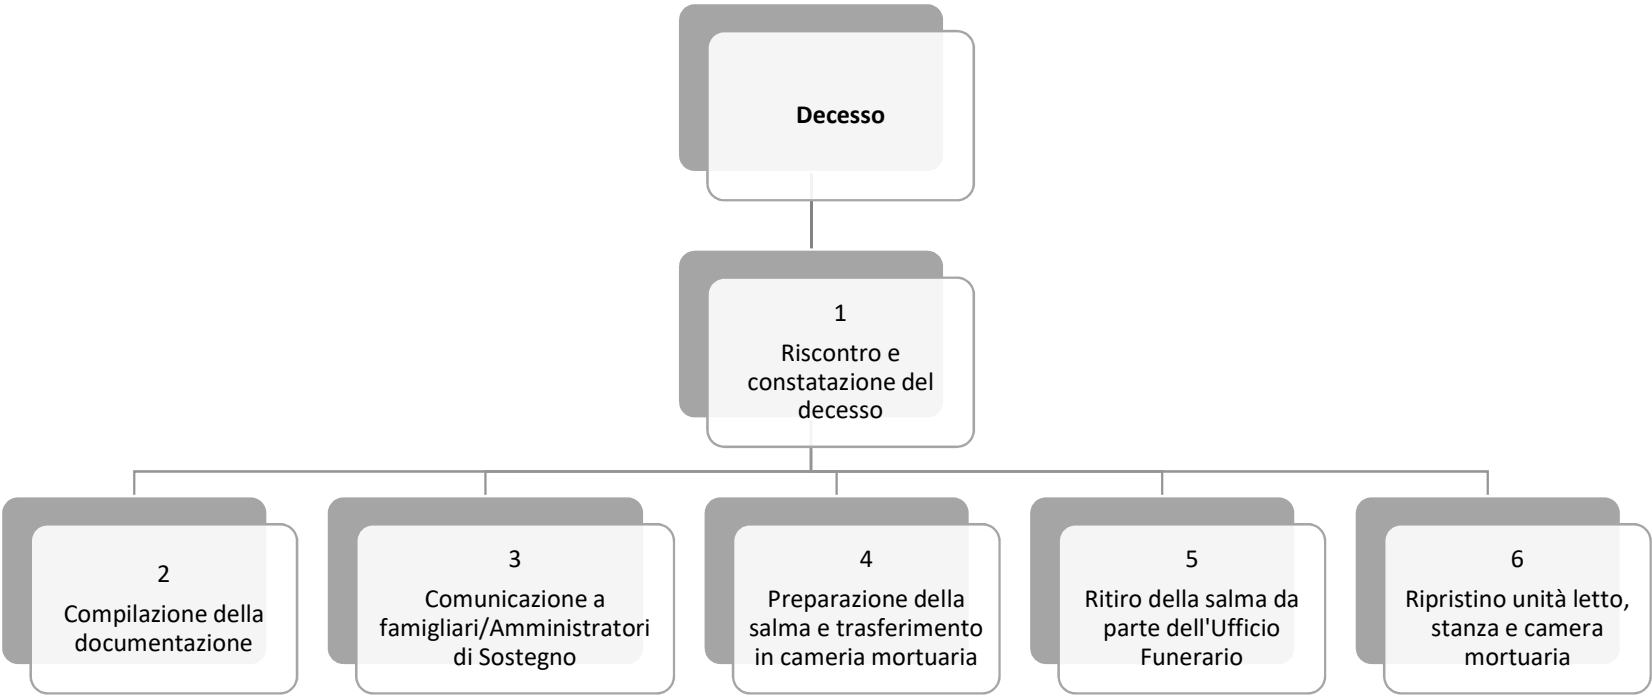 Decesso
1
Riscontro e
constatazione del
decesso
2
Compilazione della
documentazione
3
Comunicazione a
famigliari/Amministratori
di Sostegno
4
Preparazione della
salma e trasferimento
in cameria mortuaria
5
Ritiro della salma da
parte dell'Ufficio
Funerario
6
Ripristino unità letto,
stanza e camera
mortuaria